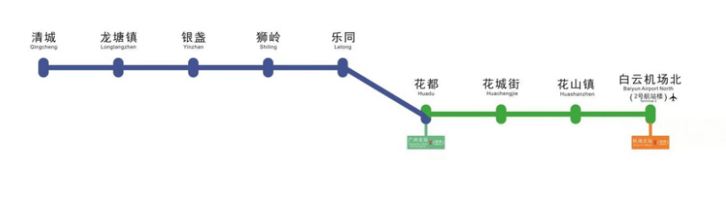 清城
Qingcheng
龙塘镇
Longtangzhen
银盏
Yinzhan
狮岭
Shiling
乐同
Letong
花都
Huadu
花城街
Huachengjie
花山镇
Huashanzhen
白云机场北
Baiyun Airport North
(2号航站楼)
Terminal 2